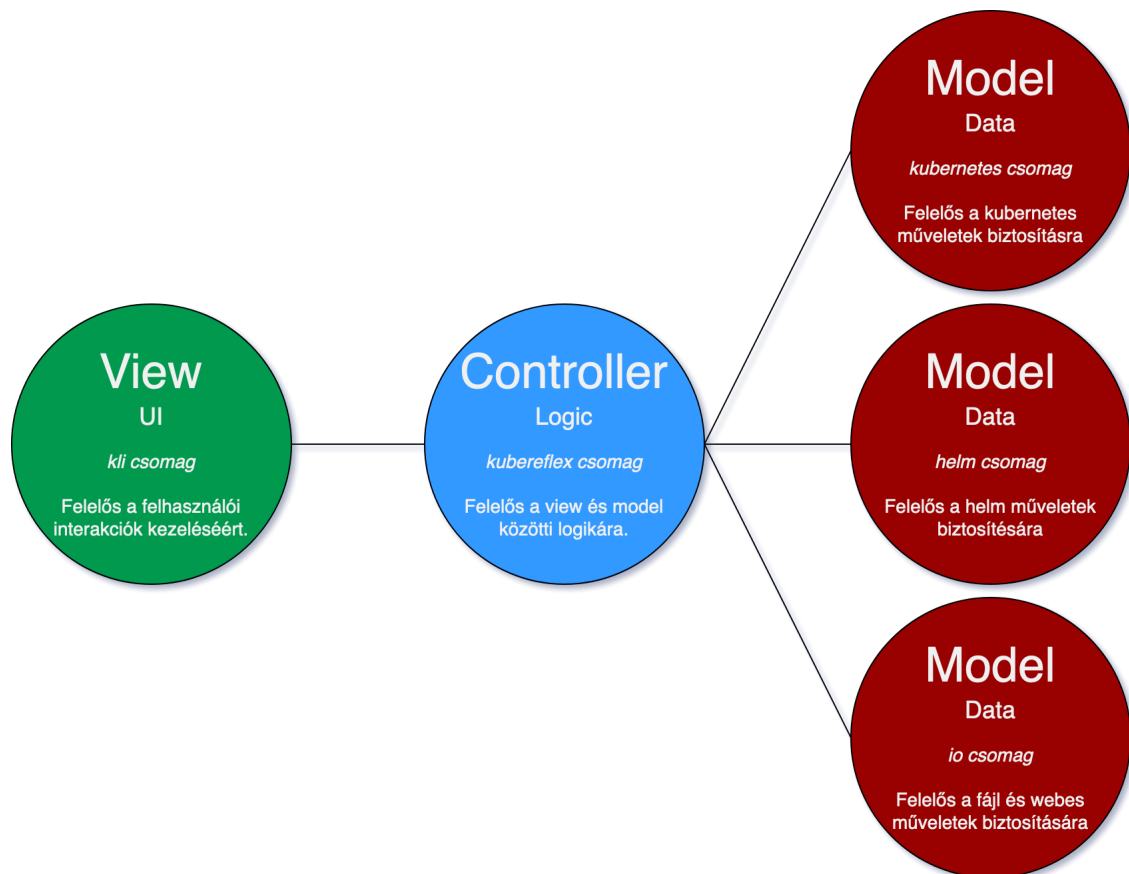 View
UI
kli csomag
Felelős a felhasználói
interakciók kezeléséért.
Controller
Logic
kubereflex csomag
Felelős a view és model
közötti logikára.
Model
Data
kubernetes csomag
Felelős a kubernetes
műveletek biztosításra
Model
Data
helm csomag
Felelős a helm műveletek
biztosítésára
Model
Data
io csomag
Felelős a fájl és webes
műveletek biztosítására